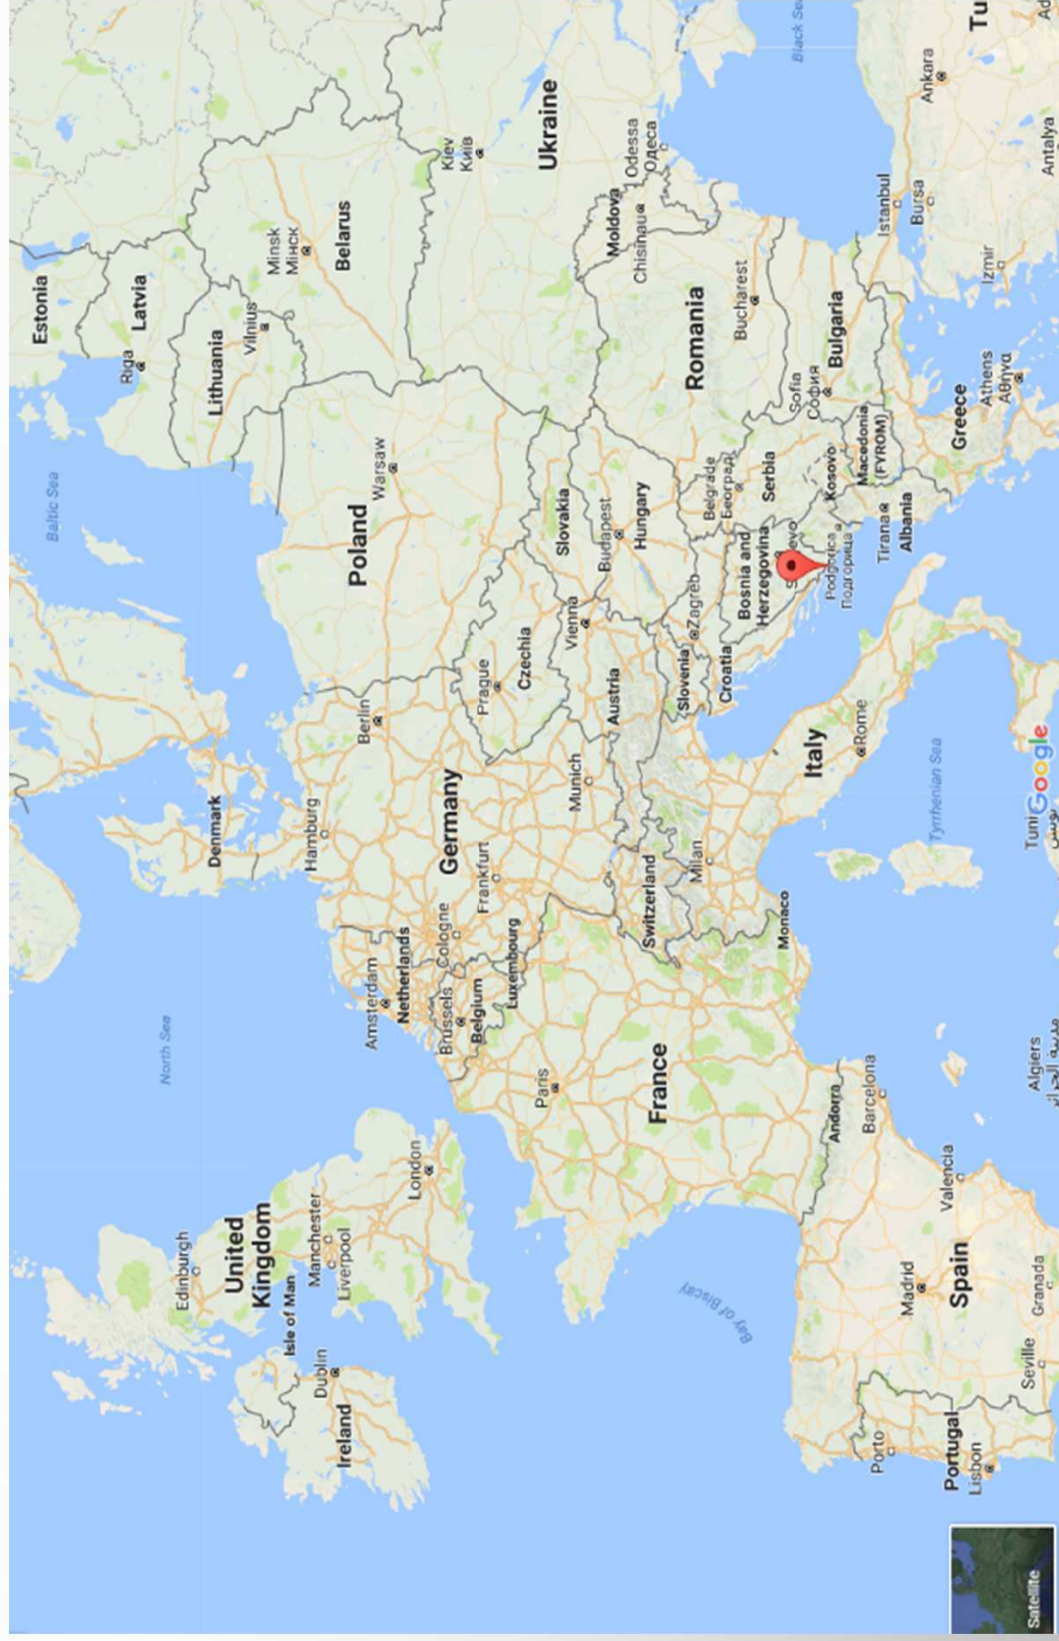 Baltic Sea
Estonia
Riga
Latvia
Denmark
Lithuania
North Sea
Edinburgh
Vilnius
Minsk
Мінск
United
Kingdom
Hamburg
Belarus
Isle of Man
Manchester
Liverpool
Dublin
Ireland
Amsterdam
Netherlands
Berlin
Poland
Warsaw
London
Brussels
Belgium
Cologne
Germany
Kiev
Київ
Luxembourg
Frankfurt
Prague
Czechia
Ukraine
Paris
Slovakia
Vienna
Munich
Budapest
Austria
Hungary
Moldova
Chisinau
Odessa
Одеса
France
Switzerland
Slovenia
Zagreb
Romania
Milan
Croatia
Belgrade
Београд
Bucharest
Bay of Biscay
Bosnia and
Herzegovina
Serbia
Monaco
Black Se
Italy
Sofia
София
Bulgaria
Andorra
Podgorica
Подгорица
Kosovo
Macedonia
(FYROM)
Barcelona
Rome
Tirana
Albania
Istanbul
Bursa
Ankara
Porto
Madrid
Valencia
Tyrrhenian Sea
Portugal
Lisbon
Spain
Greece
Athens
Αθήνα
Izmir
Tu
Seville
Granada
Algiers
Tuni
Google
Antalya
Ad
Satellite